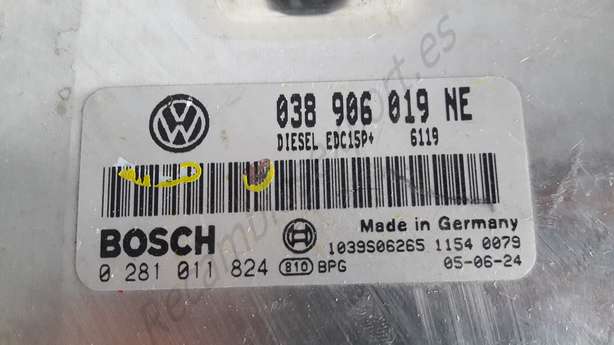 038 906 019 NE
DIESEL EDC15P+ 6119
BOSCH
Made in Germany
1039S06265 1154 0079
0 281 011 824 810 BPG 05-06-24